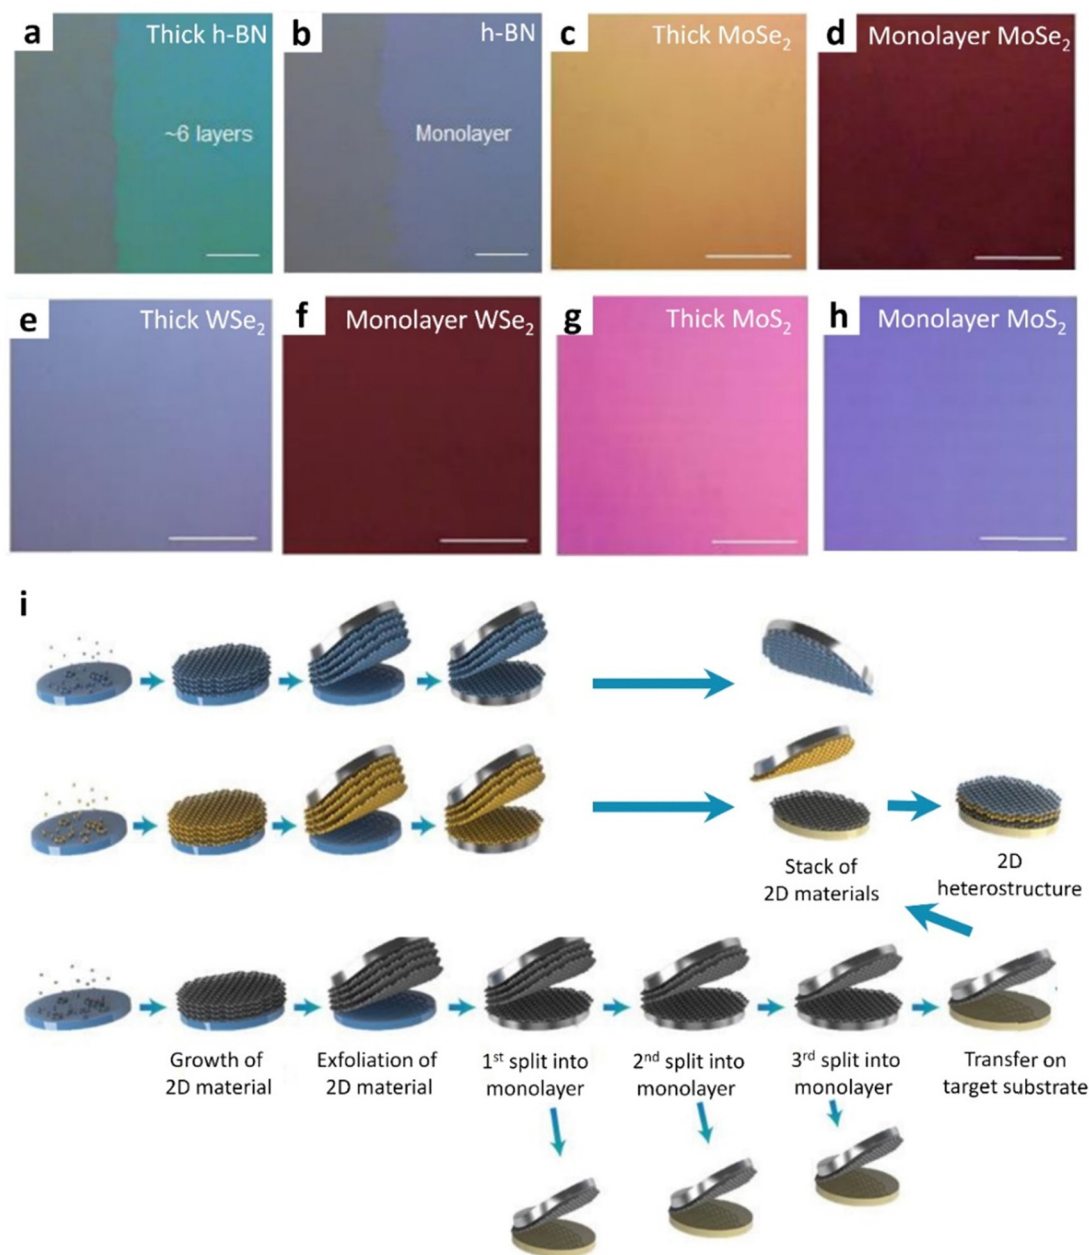 a Thick h-BN
~6 layers
b h-BN
Monolayer
c Thick MoSe₂
d Monolayer MoSe₂
e Thick WSe₂
f Monolayer WSe₂
g Thick MoS₂
h Monolayer MoS₂
i
Stack of
2D materials
2D
heterostructure
Growth of
2D material
Exfoliation of
2D material
1ˢᵗ split into
monolayer
2ⁿᵈ split into
monolayer
3ʳᵈ split into
monolayer
Transfer on
target substrate